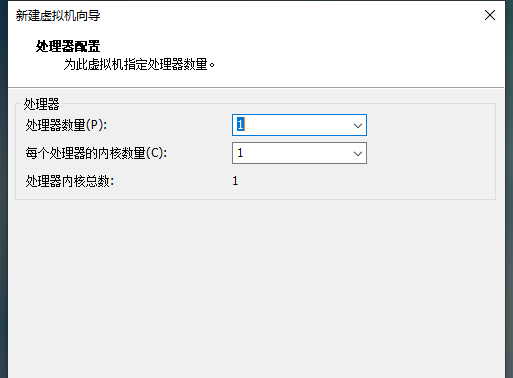 新建虚拟机向导
处理器配置
为此虚拟机指定处理器数量。
处理器
处理器数量(P):
1
每个处理器的内核数量(C):
1
处理器内核总数:
1